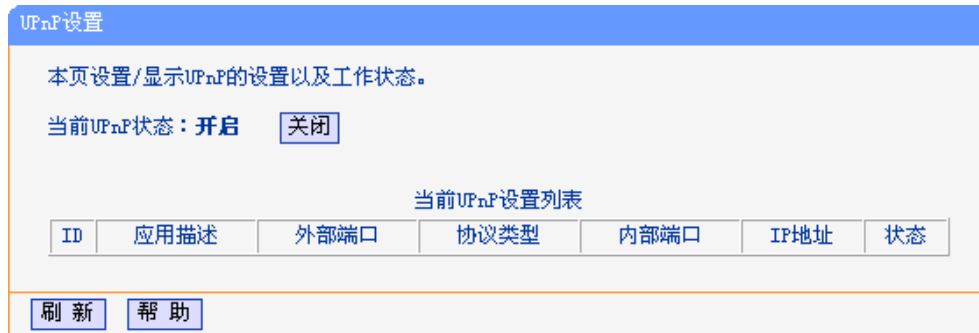 UPnP设置
本页设置/显示UPnP的设置以及工作状态。
当前UPnP状态：开启 关闭
当前UPnP设置列表
ID 应用描述 外部端口 协议类型 内部端口 IP地址 状态
刷 新 帮 助